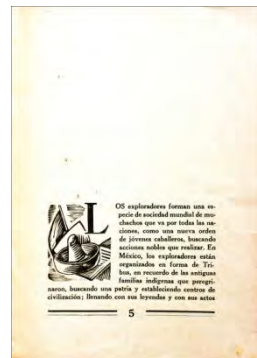 LOS exploradores forman una es-
pecie de sociedad mundial de mu-
chachos que va por todas las na-
ciones, como una nueva orden
de jóvenes caballeros, buscando
acciones nobles que realizar. En
México, los exploradores están
organizados en forma de Tri-
bus, en recuerdo de las antiguas
familias indígenas que peregri-
naron, buscando una patria y estableciendo centros de
civilización; llenando con sus leyendas y con sus actos
5